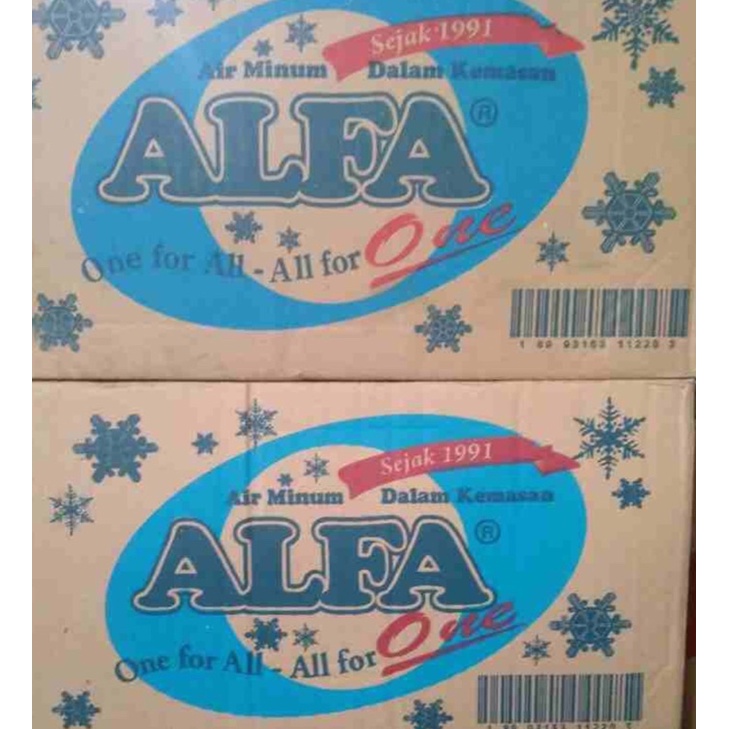 Sejak 1991
Air Minum Dalam Kemasan
ALFA ®
One for All - All for One
Sejak 1991
Air Minum Dalam Kemasan
ALFA ®
One for All - All for One